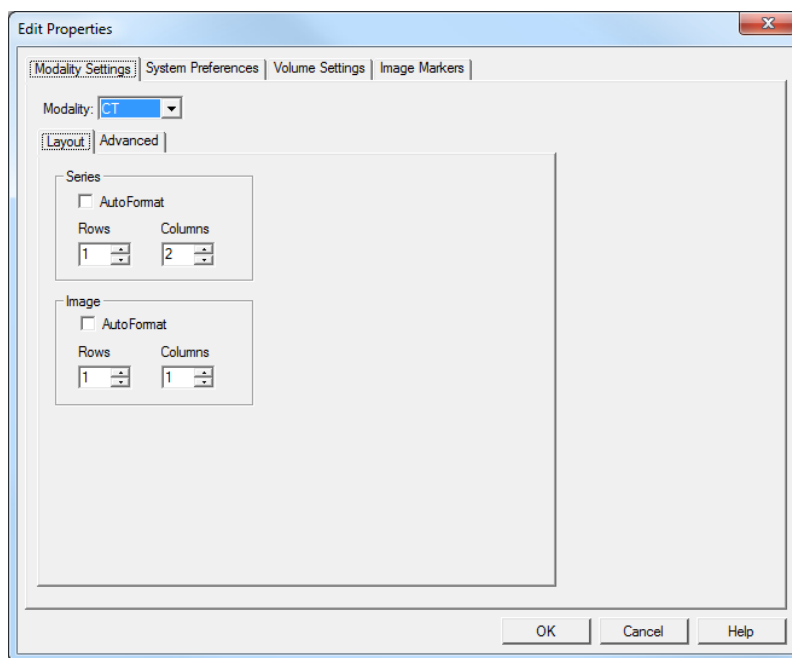 Edit Properties
Modality Settings System Preferences Volume Settings Image Markers
Modality: CT
Layout Advanced
Series
AutoFormat
Rows Columns
1 2
Image
AutoFormat
Rows Columns
1 1
OK Cancel Help